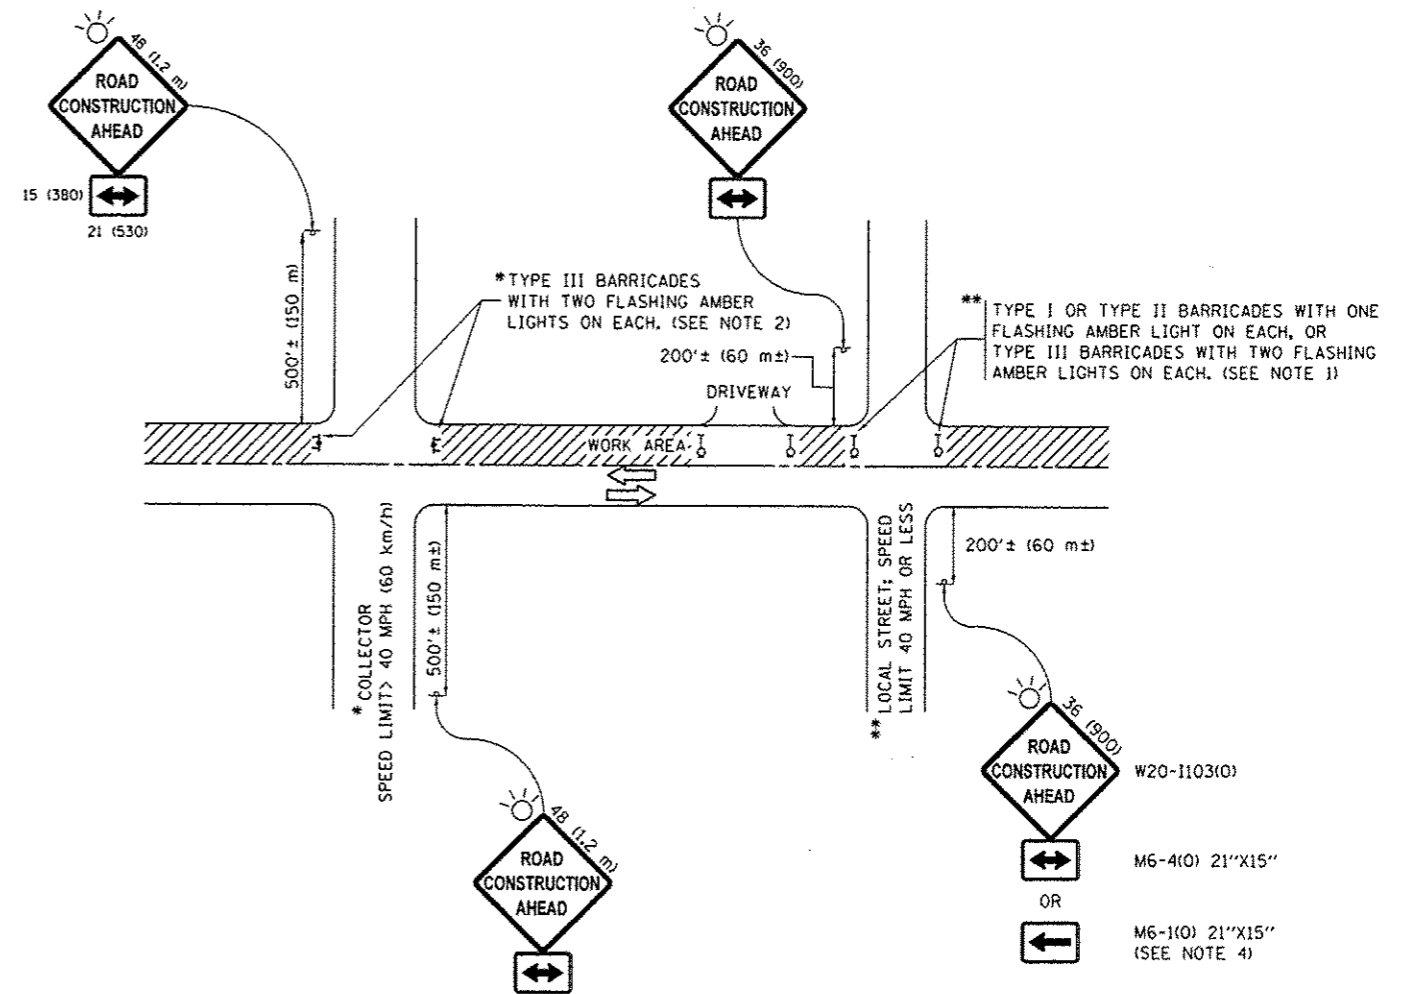 48 (1.2 m)
ROAD
CONSTRUCTION
AHEAD
15 (380)
21 (530)
36 (900)
ROAD
CONSTRUCTION
AHEAD
500'± (150 m)
*TYPE III BARRICADES
WITH TWO FLASHING AMBER
LIGHTS ON EACH. (SEE NOTE 2)
200'± (60 m±)
DRIVEWAY
** TYPE I OR TYPE II BARRICADES WITH ONE
FLASHING AMBER LIGHT ON EACH, OR
TYPE III BARRICADES WITH TWO FLASHING
AMBER LIGHTS ON EACH. (SEE NOTE 1)
WORK AREA
* COLLECTOR
SPEED LIMIT> 40 MPH (60 km/h)
500'± (150 m±)
** LOCAL STREET; SPEED
LIMIT 40 MPH OR LESS
200'± (60 m±)
48 (1.2 m)
ROAD
CONSTRUCTION
AHEAD
36 (900)
ROAD
CONSTRUCTION
AHEAD
W20-I103(0)
M6-4(0) 21''X15''
OR
M6-1(0) 21''X15''
(SEE NOTE 4)